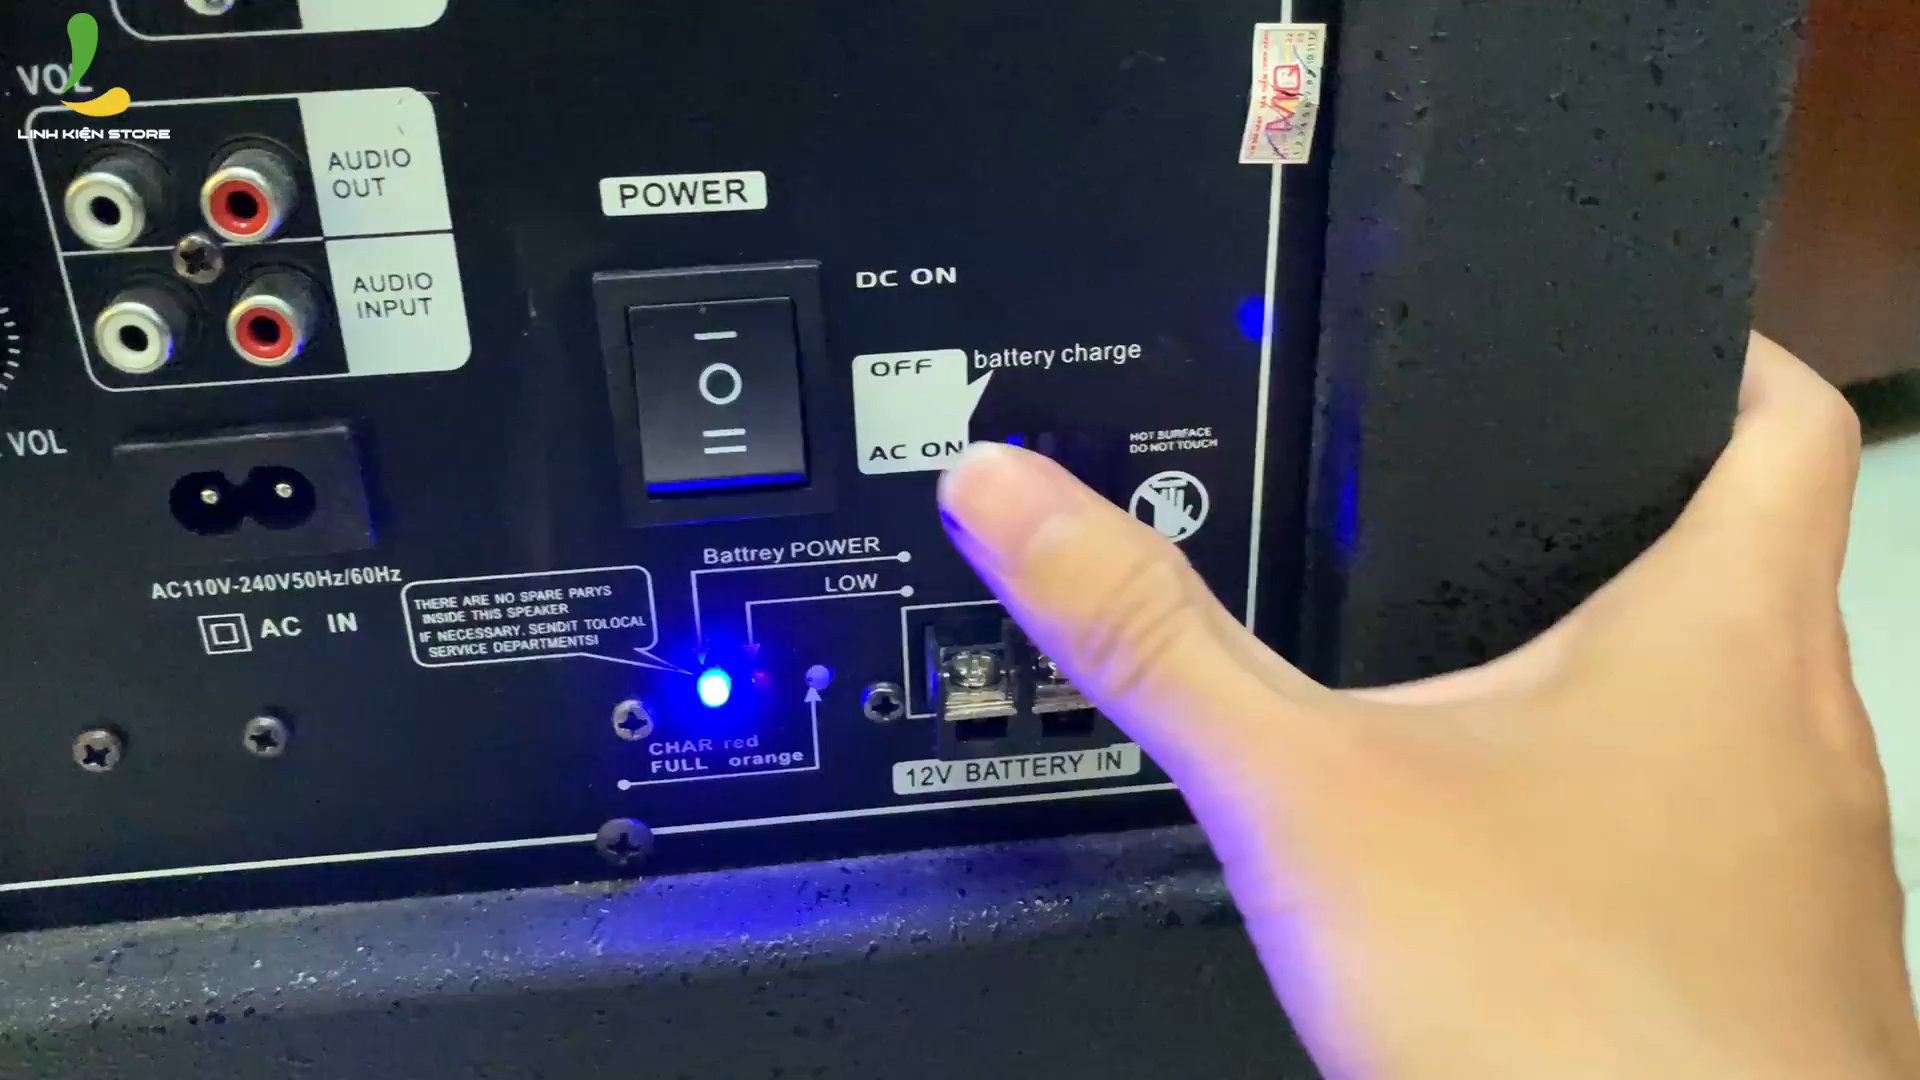 VOL
LINH KIỆN STORE
AUDIO
OUT
AUDIO
INPUT
POWER
DC ON
OFF
battery charge
AC ON
VOL
HOT SURFACE
DO NOT TOUCH
AC110V-240V50Hz/60Hz
AC IN
THERE ARE NO SPARE PARYS
INSIDE THIS SPEAKER
IF NECESSARY. SENDIT TOLOCAL
SERVICE DEPARTMENTS!
Battrey POWER
LOW
CHAR red
FULL orange
12V BATTERY IN